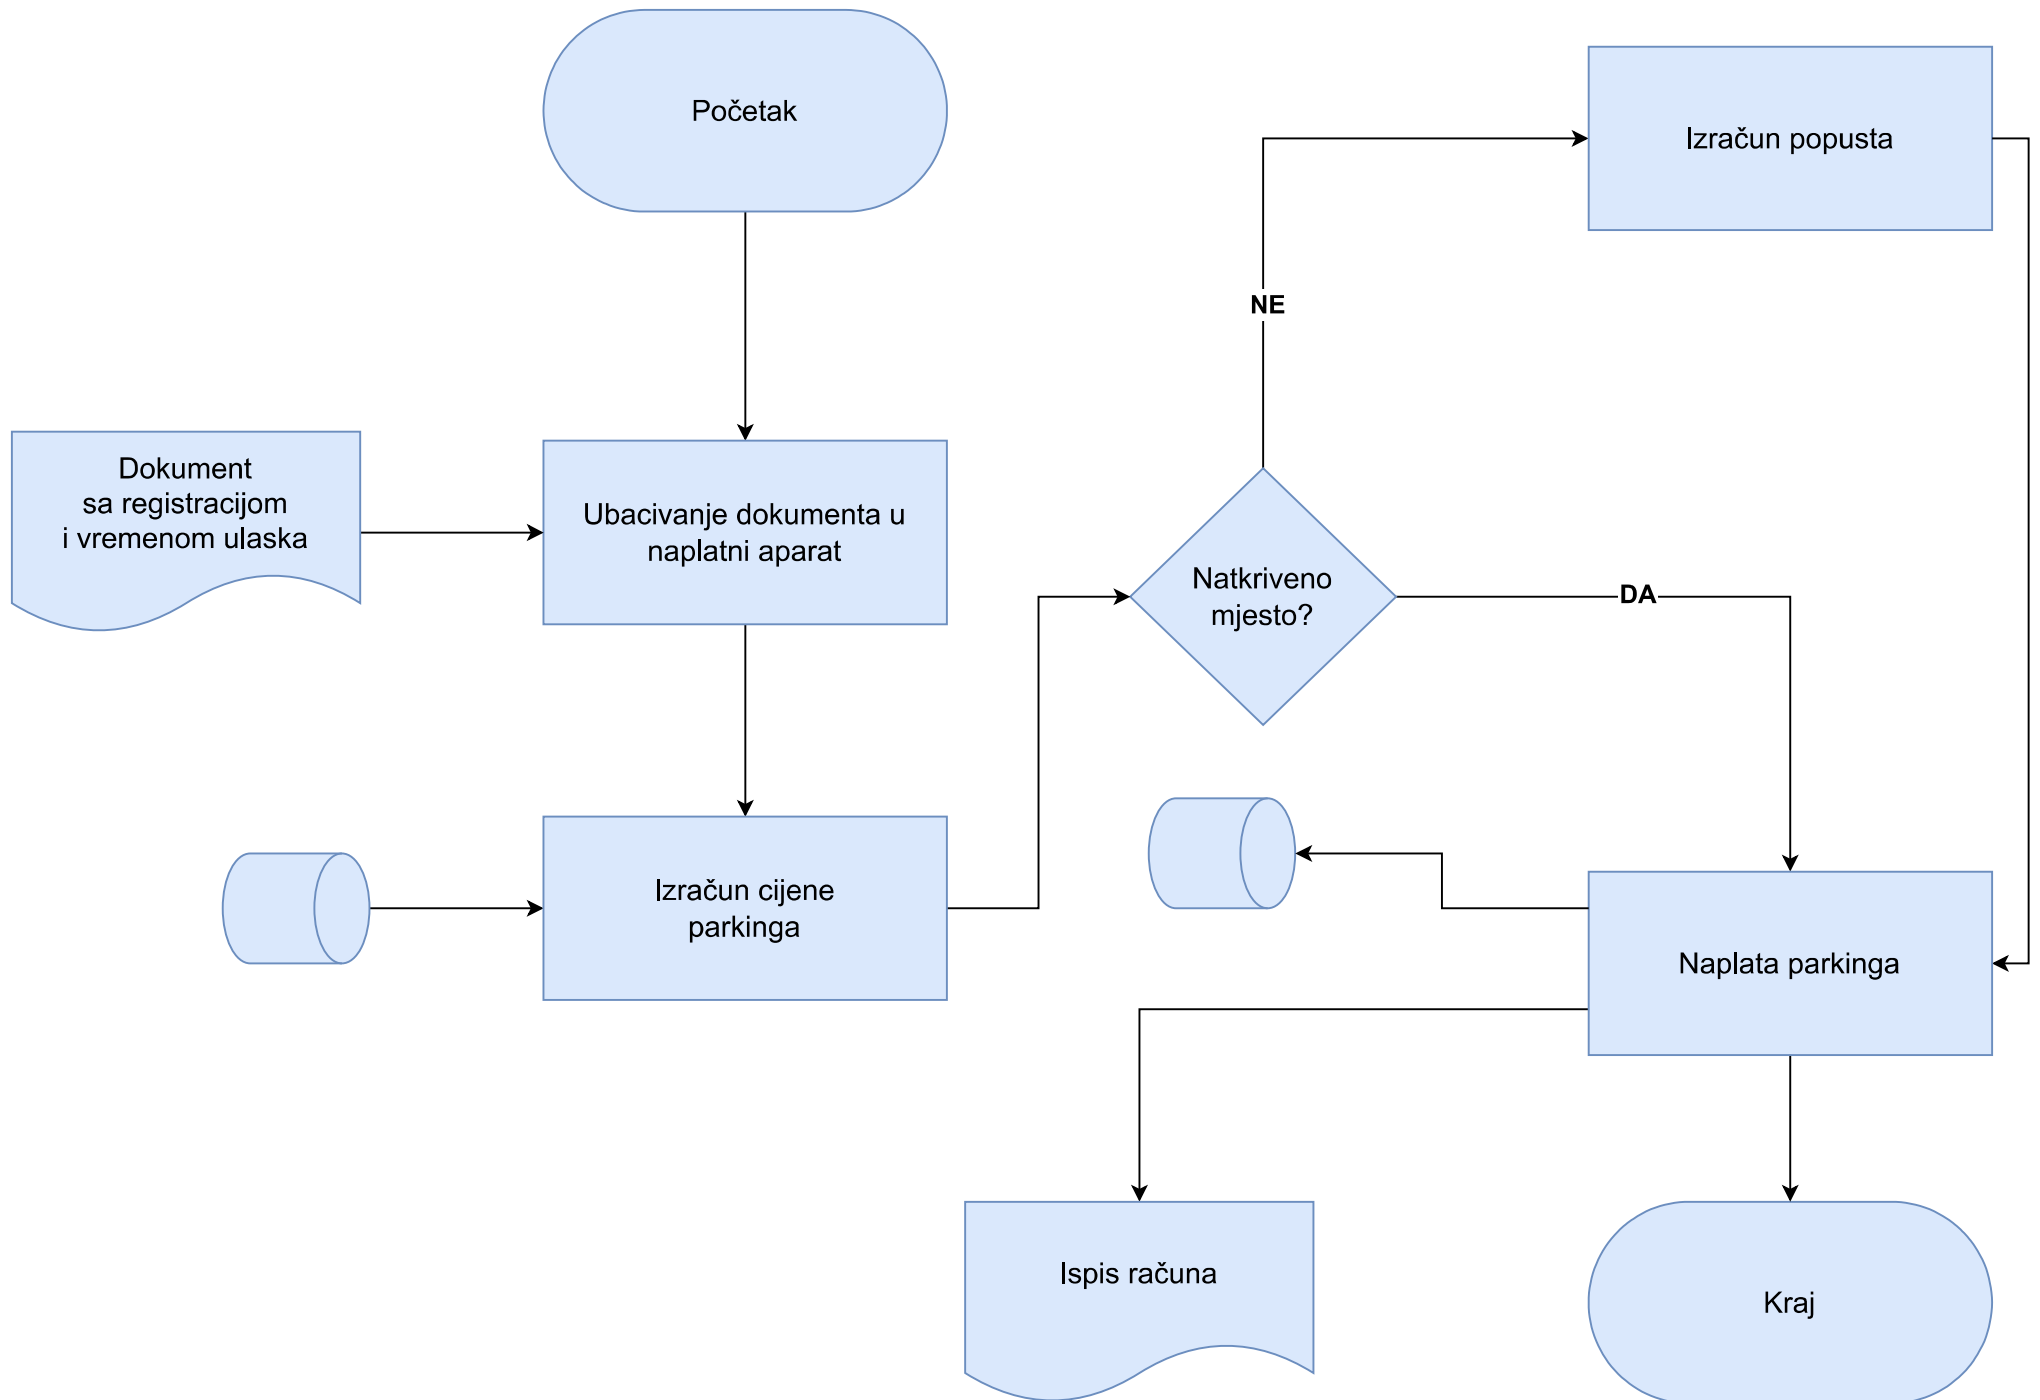 Početak
Izračun popusta
NE
Dokument
sa registracijom
i vremenom ulaska
Ubacivanje dokumenta u
naplatni aparat
Natkriveno
mjesto?
DA
Izračun cijene
parkinga
Naplata parkinga
Ispis računa
Kraj